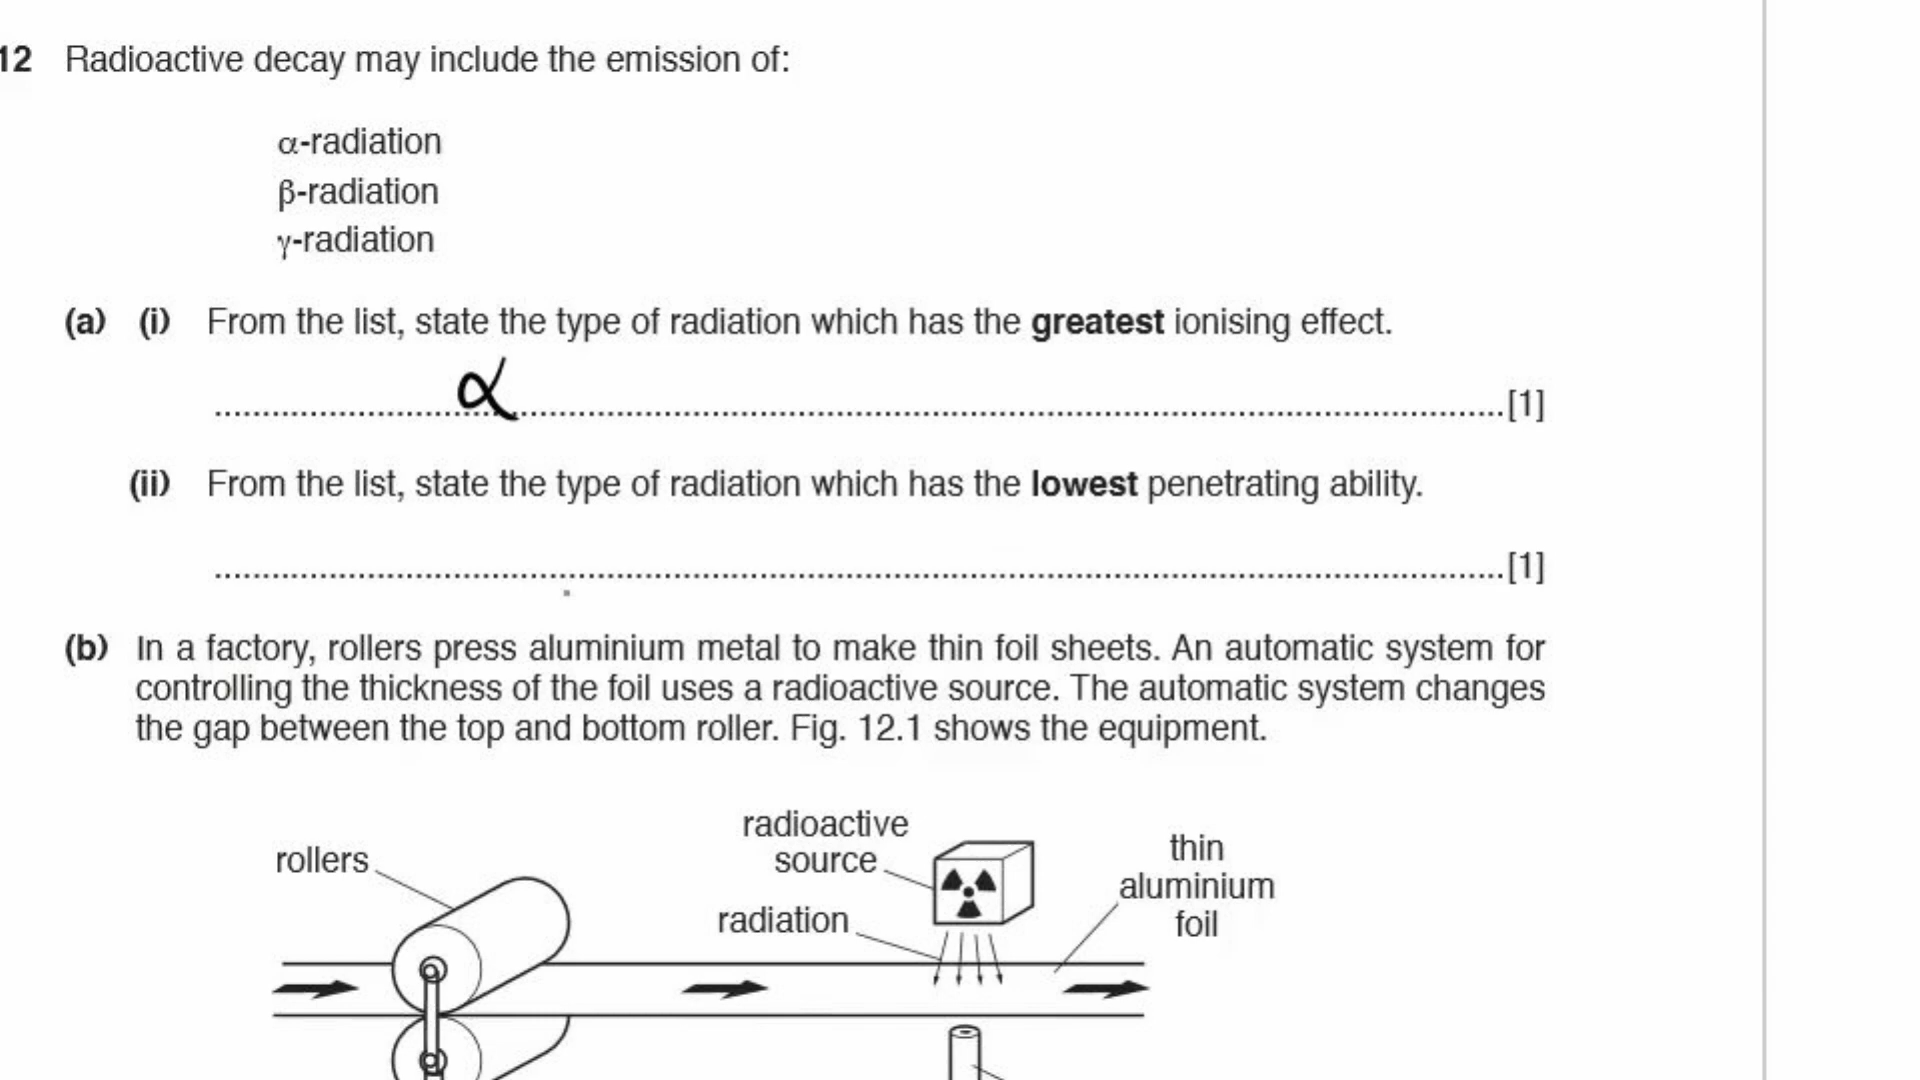 12 Radioactive decay may include the emission of:
α-radiation
β-radiation
γ-radiation
(a) (i) From the list, state the type of radiation which has the greatest ionising effect.
α
[1]
(ii) From the list, state the type of radiation which has the lowest penetrating ability.
[1]
(b) In a factory, rollers press aluminium metal to make thin foil sheets. An automatic system for
controlling the thickness of the foil uses a radioactive source. The automatic system changes
the gap between the top and bottom roller. Fig. 12.1 shows the equipment.
rollers
radioactive
source
radiation
thin
aluminium
foil